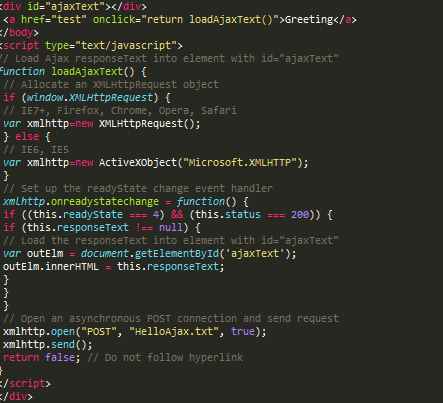 <div id="ajaxText"></div>
<a href="test" onclick="return loadAjaxText()">Greeting</a>
</body>
<script type="text/javascript">
// Load Ajax responseText into element with id="ajaxText"
function loadAjaxText() {
// Allocate an XMLHttpRequest object
if (window.XMLHttpRequest) {
// IE7+, Firefox, Chrome, Opera, Safari
var xmlhttp=new XMLHttpRequest();
} else {
// IE6, IE5
var xmlhttp=new ActiveXObject("Microsoft.XMLHTTP");
}
// Set up the readyState change event handler
xmlhttp.onreadystatechange = function() {
if ((this.readyState === 4) && (this.status === 200)) {
if (this.responseText !== null) {
// Load the responseText into element with id="ajaxText"
var outElm = document.getElementById('ajaxText');
outElm.innerHTML = this.responseText;
}
}
}
// Open an asynchronous POST connection and send request
xmlhttp.open("POST", "HelloAjax.txt", true);
xmlhttp.send();
return false; // Do not follow hyperlink
}
</script>
</div>